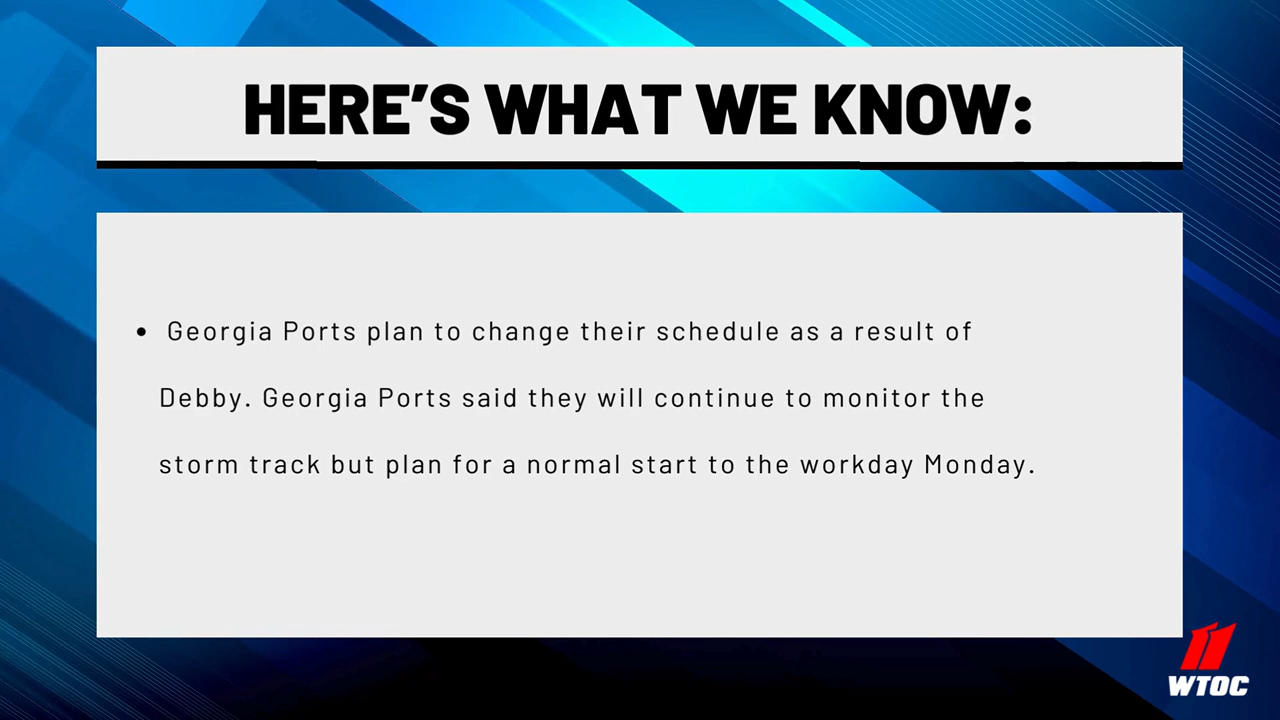 HERE’S WHAT WE KNOW:
• Georgia Ports plan to change their schedule as a result of
Debby. Georgia Ports said they will continue to monitor the
storm track but plan for a normal start to the workday Monday.
11
WTOC